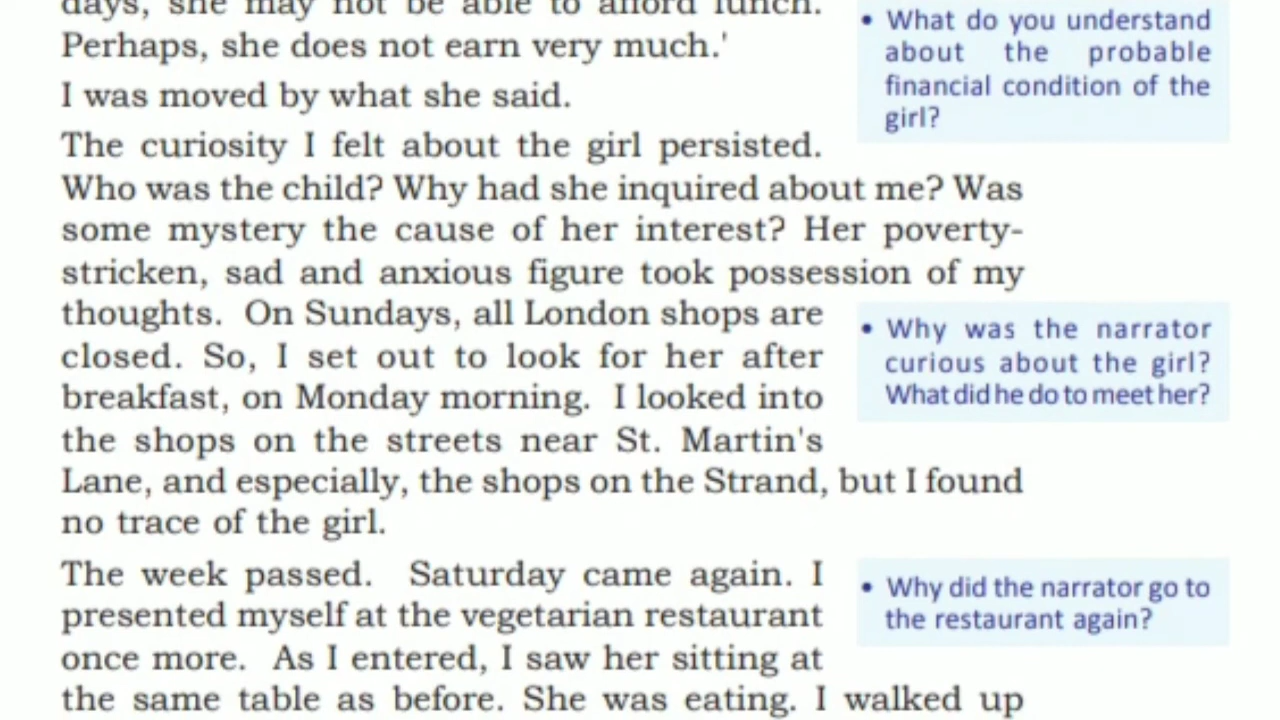 days, she may not be able to afford lunch.
Perhaps, she does not earn very much.'
I was moved by what she said.
The curiosity I felt about the girl persisted.
Who was the child? Why had she inquired about me? Was
some mystery the cause of her interest? Her poverty-
stricken, sad and anxious figure took possession of my
thoughts. On Sundays, all London shops are
closed. So, I set out to look for her after
breakfast, on Monday morning. I looked into
the shops on the streets near St. Martin's
Lane, and especially, the shops on the Strand, but I found
no trace of the girl.
The week passed. Saturday came again. I
presented myself at the vegetarian restaurant
once more. As I entered, I saw her sitting at
the same table as before. She was eating. I walked up
• What do you understand
about the probable
financial condition of the
girl?
• Why was the narrator
curious about the girl?
What did he do to meet her?
• Why did the narrator go to
the restaurant again?